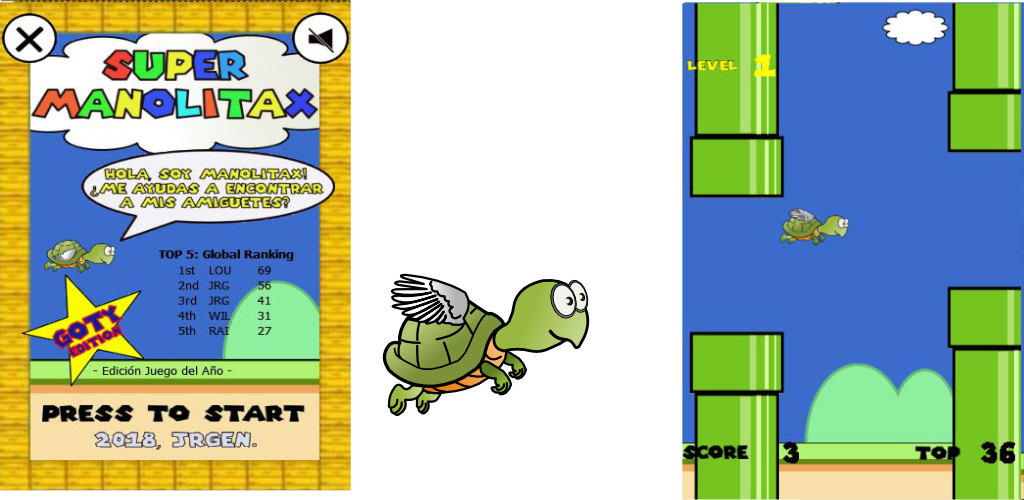 SUPER
MANOLITAX
HOLA, SOY MANOLITAX!
¿ME AYUDAS A ENCONTRAR
A MIS AMIGUETES?
TOP 5: Global Ranking
1st LOU 69
2nd JRG 56
3rd JRG 41
4th WIL 31
5th RAI 27
GOTY
EDITION
- Edición Juego del Año -
PRESS TO START
2018, JRGEN.
LEVEL 1
SCORE 3 TOP 36